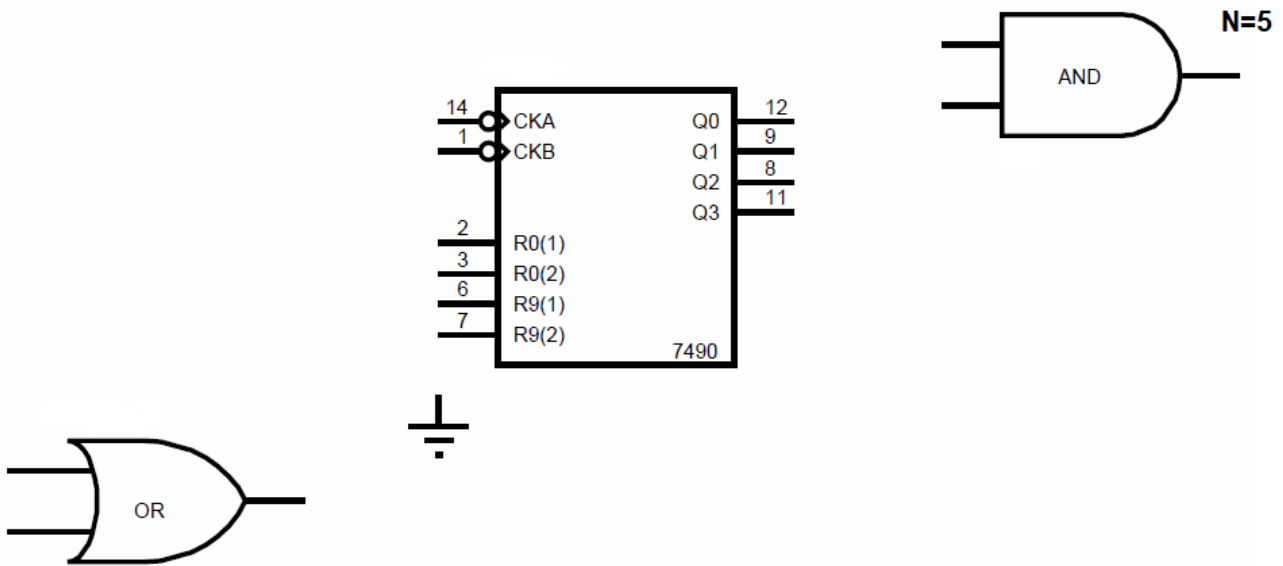 N=5
AND
14 CKA Q0 12
1 CKB Q1 9
Q2 8
Q3 11
2 R0(1)
3 R0(2)
6 R9(1)
7 R9(2)
7490
OR